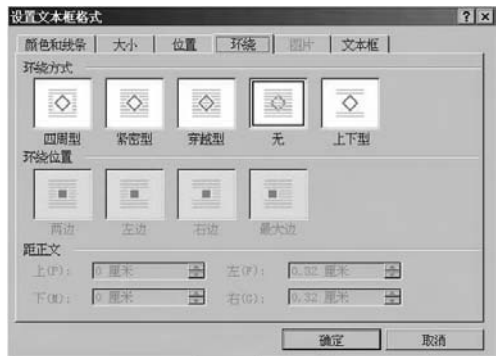 设置文本框格式 ? ×
颜色和线条 大小 位置 环绕 图片 文本框
环绕方式
四周型 紧密型 穿越型 无 上下型
环绕位置
两边 左边 右边 最大边
距正文
上(P): 0 厘米 左(F): 0.32 厘米
下(M): 0 厘米 右(G): 0.32 厘米
确定 取消